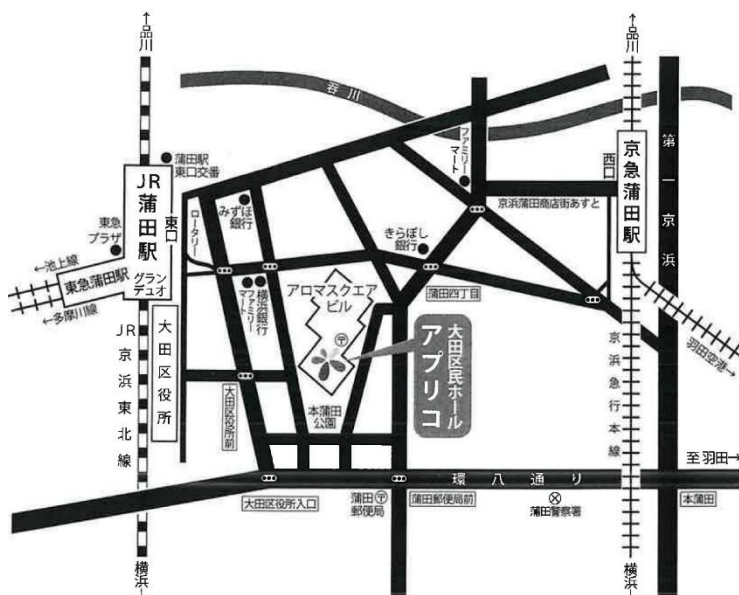 ←品川
←品川
呑川
第一京浜
ファミリーマート
西口
京急蒲田駅
蒲田駅
東口交番
JR蒲田駅
東口
ロータリー
みずほ
銀行
京浜蒲田商店街あすと
東急
プラザ
きらぼし
銀行
←池上線
東急蒲田駅
グラン
デュオ
←多摩川線
アロマスクエア
ビル
横浜銀行
ファミリーマート
蒲田四丁目
〒
大田区民ホール
アプリコ
羽田空港→
JR京浜東北線
大田区役所
京浜急行本線
大田区役所前
本蒲田
公園
至羽田→
環八通り
大田区役所入口
蒲田
郵便局
〒
蒲田郵便局前
蒲田警察署
本蒲田
横浜→
横浜→